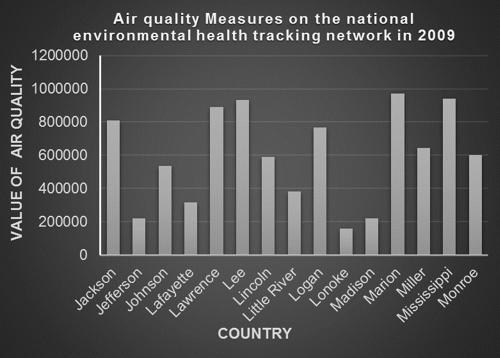 Air quality Measures on the national
environmental health tracking network in 2009
VALUE OF AIR QUALITY
1200000
1000000
800000
600000
400000
200000
0
Jackson
Jefferson
Johnson
Lafayette
Lawrence
Lee
Lincoln
Little River
Logan
Lonoke
Madison
Marion
Miller
Mississippi
Monroe
COUNTRY